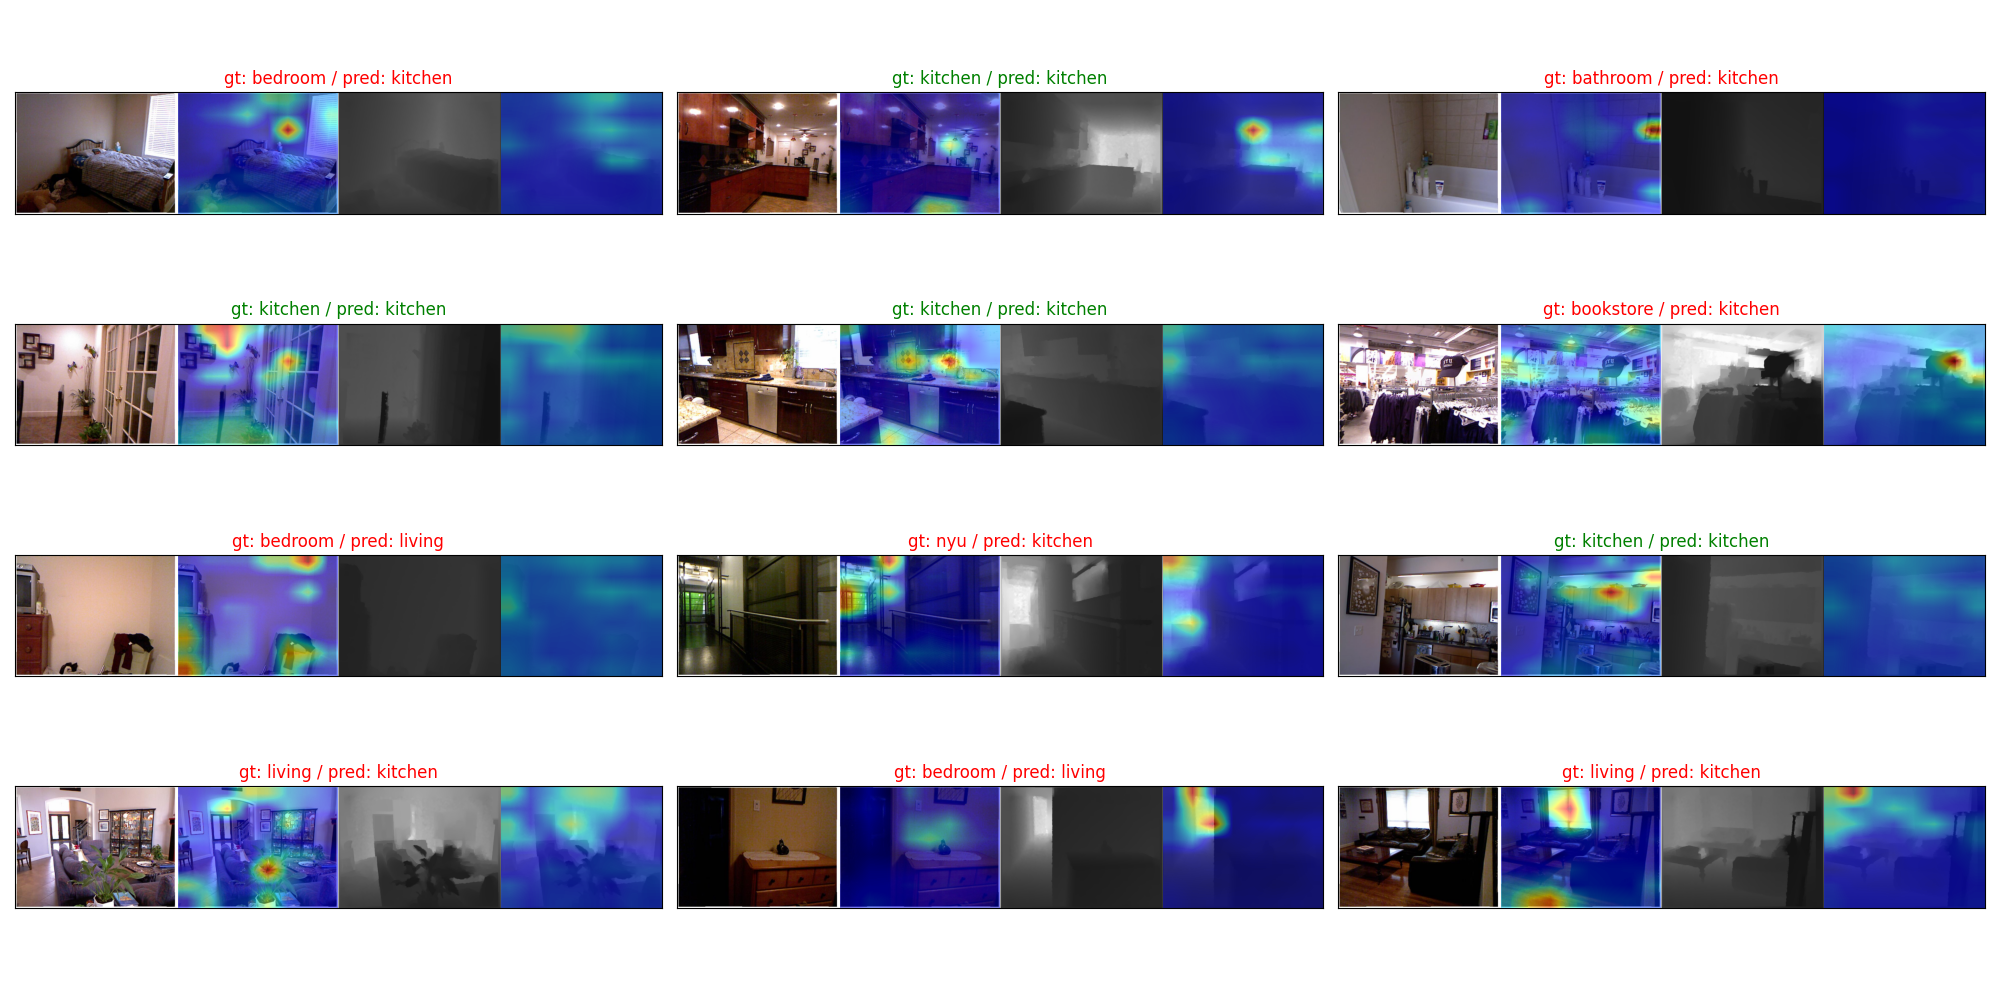 gt: bedroom / pred: kitchen
gt: kitchen / pred: kitchen
gt: bathroom / pred: kitchen
gt: kitchen / pred: kitchen
gt: kitchen / pred: kitchen
gt: bookstore / pred: kitchen
gt: bedroom / pred: living
gt: nyu / pred: kitchen
gt: kitchen / pred: kitchen
gt: living / pred: kitchen
gt: bedroom / pred: living
gt: living / pred: kitchen